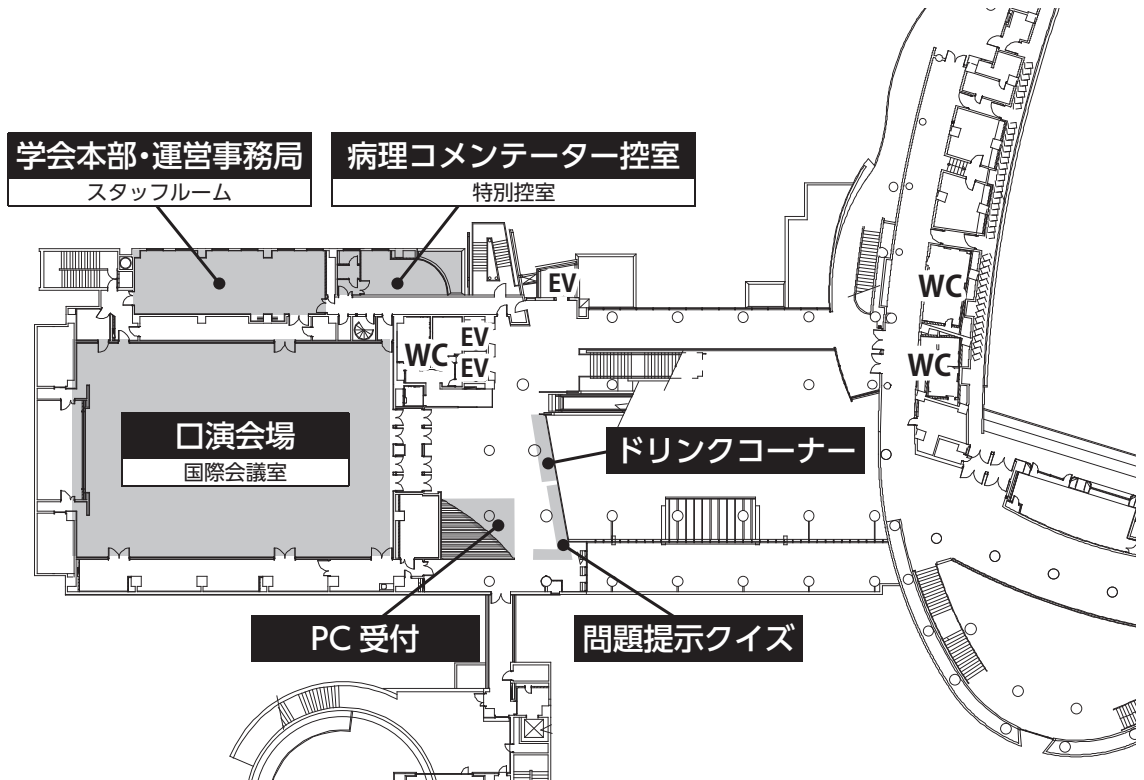 学会本部・運営事務局
スタッフルーム
病理コメンテーター控室
特別控室
EV
WC
EV
EV
WC
WC
口演会場
国際会議室
ドリンクコーナー
PC 受付
問題提示クイズ